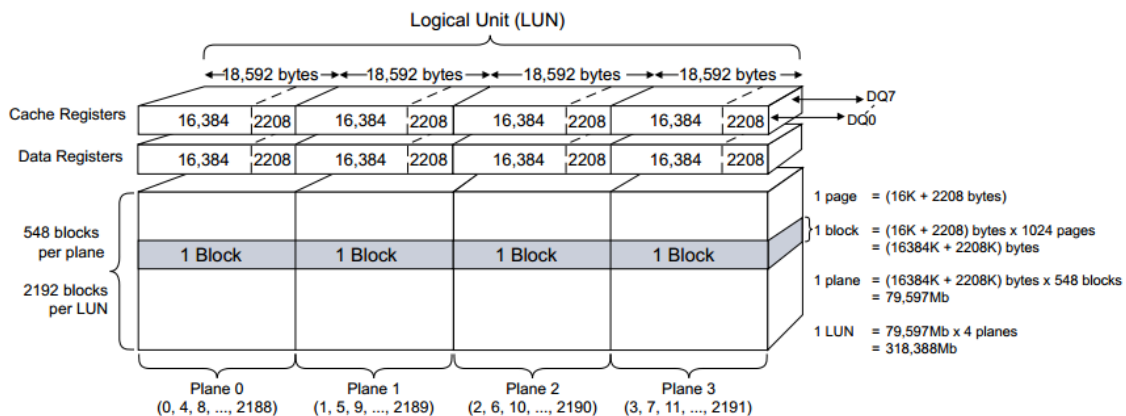 Logical Unit (LUN)
18,592 bytes 18,592 bytes 18,592 bytes 18,592 bytes
DQ7
Cache Registers 16,384 2208 16,384 2208 16,384 2208 16,384 2208 DQ0
Data Registers 16,384 2208 16,384 2208 16,384 2208 16,384 2208
548 blocks
per plane
2192 blocks
per LUN
1 Block 1 Block 1 Block 1 Block
1 page = (16K + 2208 bytes)
1 block = (16K + 2208) bytes x 1024 pages
= (16384K + 2208K) bytes
1 plane = (16384K + 2208K) bytes x 548 blocks
= 79,597Mb
1 LUN = 79,597Mb x 4 planes
= 318,388Mb
Plane 0 Plane 1 Plane 2 Plane 3
(0, 4, 8, ..., 2188) (1, 5, 9, ..., 2189) (2, 6, 10, ..., 2190) (3, 7, 11, ..., 2191)